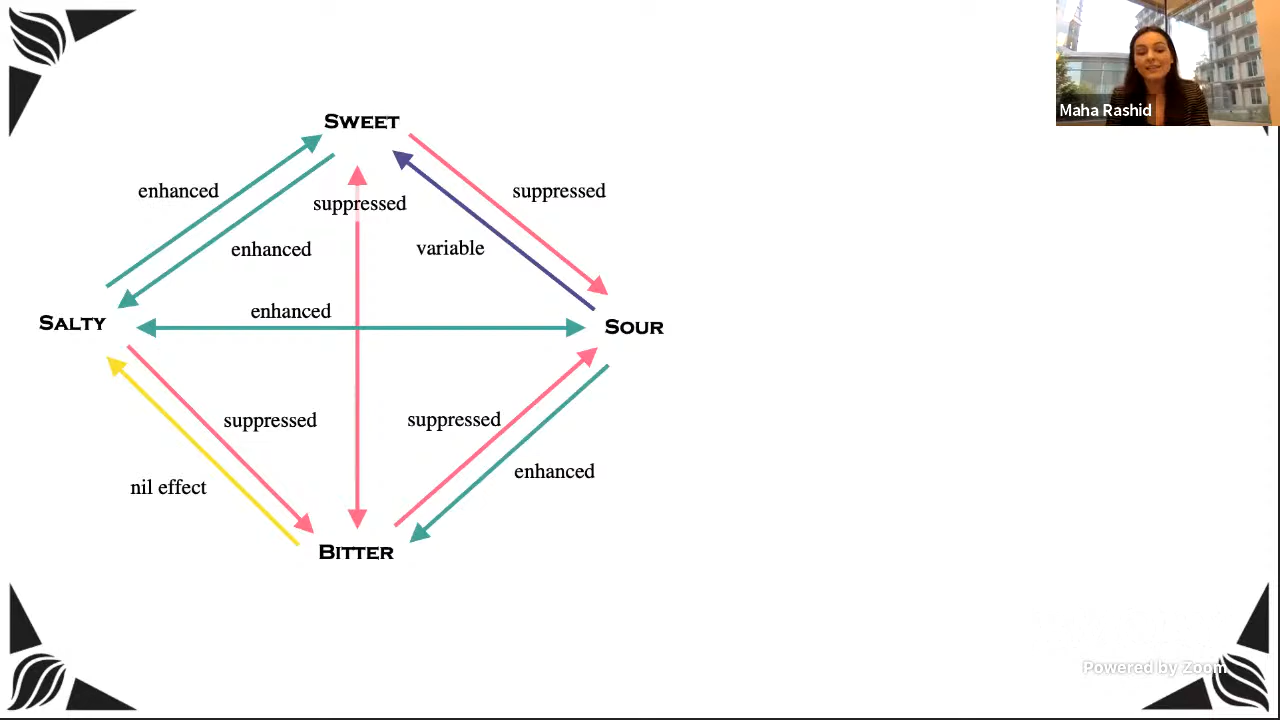 Maha Rashid
SWEET
enhanced
suppressed
suppressed
enhanced
variable
enhanced
SALTY
SOUR
suppressed
suppressed
enhanced
nil effect
BITTER
Powered by Zoom